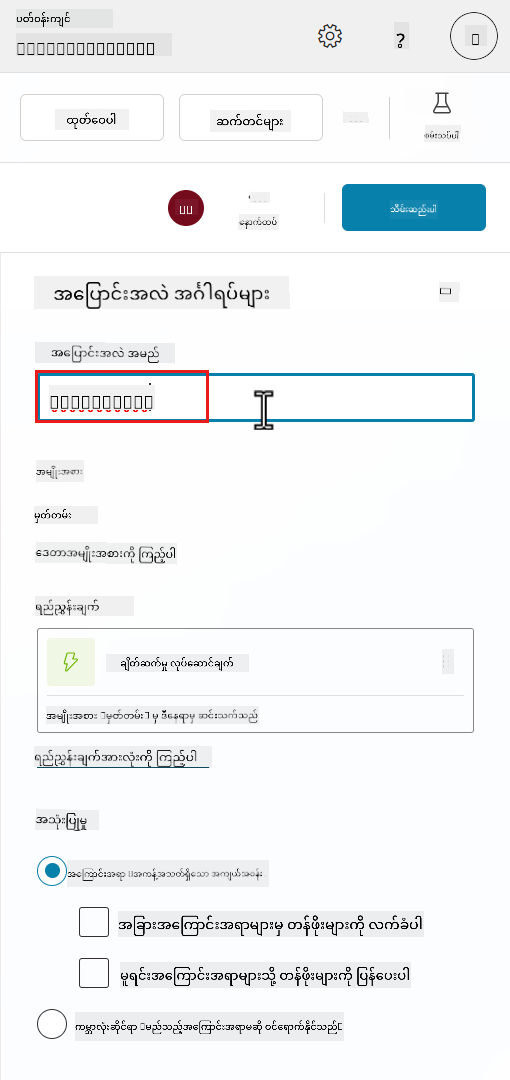 ပတ်ဝန်းကျင်
?
ထုတ်ဝေပါ
ဆက်တင်များ
စမ်းသပ်ပါ
နောက်ထပ်
သိမ်းဆည်းပါ
အပြောင်းအလဲ အင်္ဂါရပ်များ
အပြောင်းအလဲ အမည်
အမျိုးအစား
မှတ်တမ်း
ဒေတာအမျိုးအစားကို ကြည့်ပါ
ရည်ညွှန်းချက်
ချိတ်ဆက်မှု လုပ်ဆောင်ချက်
အမျိုးအစား မှတ်တမ်း မှ ဒီနေရာမှ ဆင်းသက်သည်
ရည်ညွှန်းချက်အားလုံးကို ကြည့်ပါ
အသုံးပြုမှု
အကြောင်းအရာ အကန့်အသတ်ရှိသော အကျယ်အဝန်း
အခြားအကြောင်းအရာများမှ တန်ဖိုးများကို လက်ခံပါ
မူရင်းအကြောင်းအရာများသို့ တန်ဖိုးများကို ပြန်ပေးပါ
ကမ္ဘာလုံးဆိုင်ရာ မည်သည့်အကြောင်းအရာမဆို ဝင်ရောက်နိုင်သည်